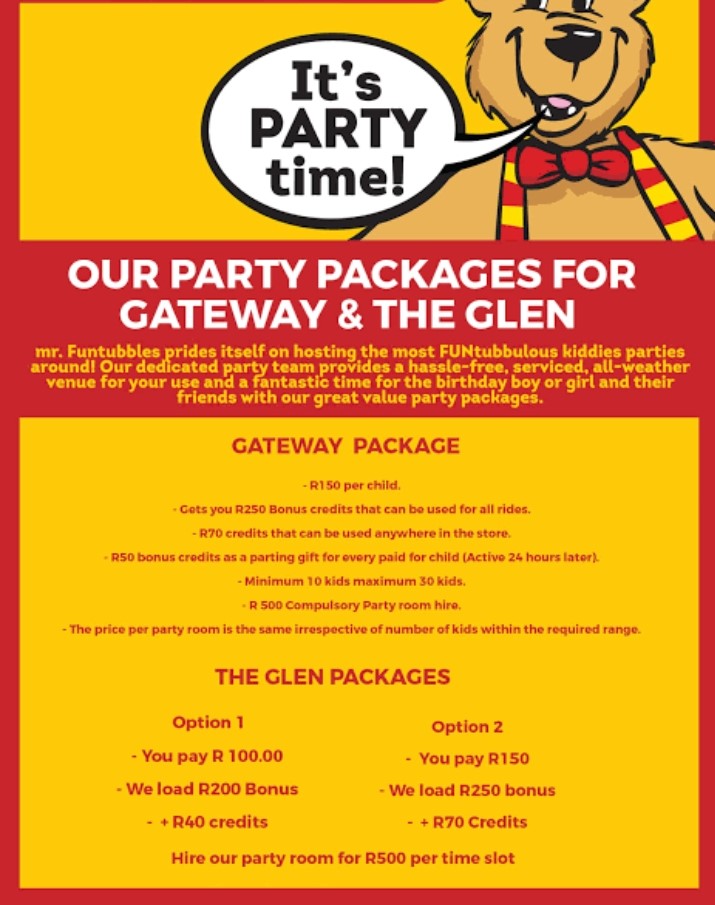 It's
PARTY
time!
OUR PARTY PACKAGES FOR
GATEWAY & THE GLEN
mr. Funtubbles prides itself on hosting the most FUNtubbulous kiddies parties
around! Our dedicated party team provides a hassle-free, serviced, all-weather
venue for your use and a fantastic time for the birthday boy or girl and their
friends with our great value party packages.
GATEWAY PACKAGE
- R150 per child.
- Gets you R250 Bonus credits that can be used for all rides.
- R70 credits that can be used anywhere in the store.
- R50 bonus credits as a parting gift for every paid for child (Active 24 hours later).
- Minimum 10 kids maximum 30 kids.
- R 500 Compulsory Party room hire.
- The price per party room is the same irrespective of number of kids within the required range.
THE GLEN PACKAGES
Option 1
- You pay R 100.00
- We load R200 Bonus
- + R40 credits
Option 2
- You pay R150
- We load R250 bonus
- + R70 Credits
Hire our party room for R500 per time slot